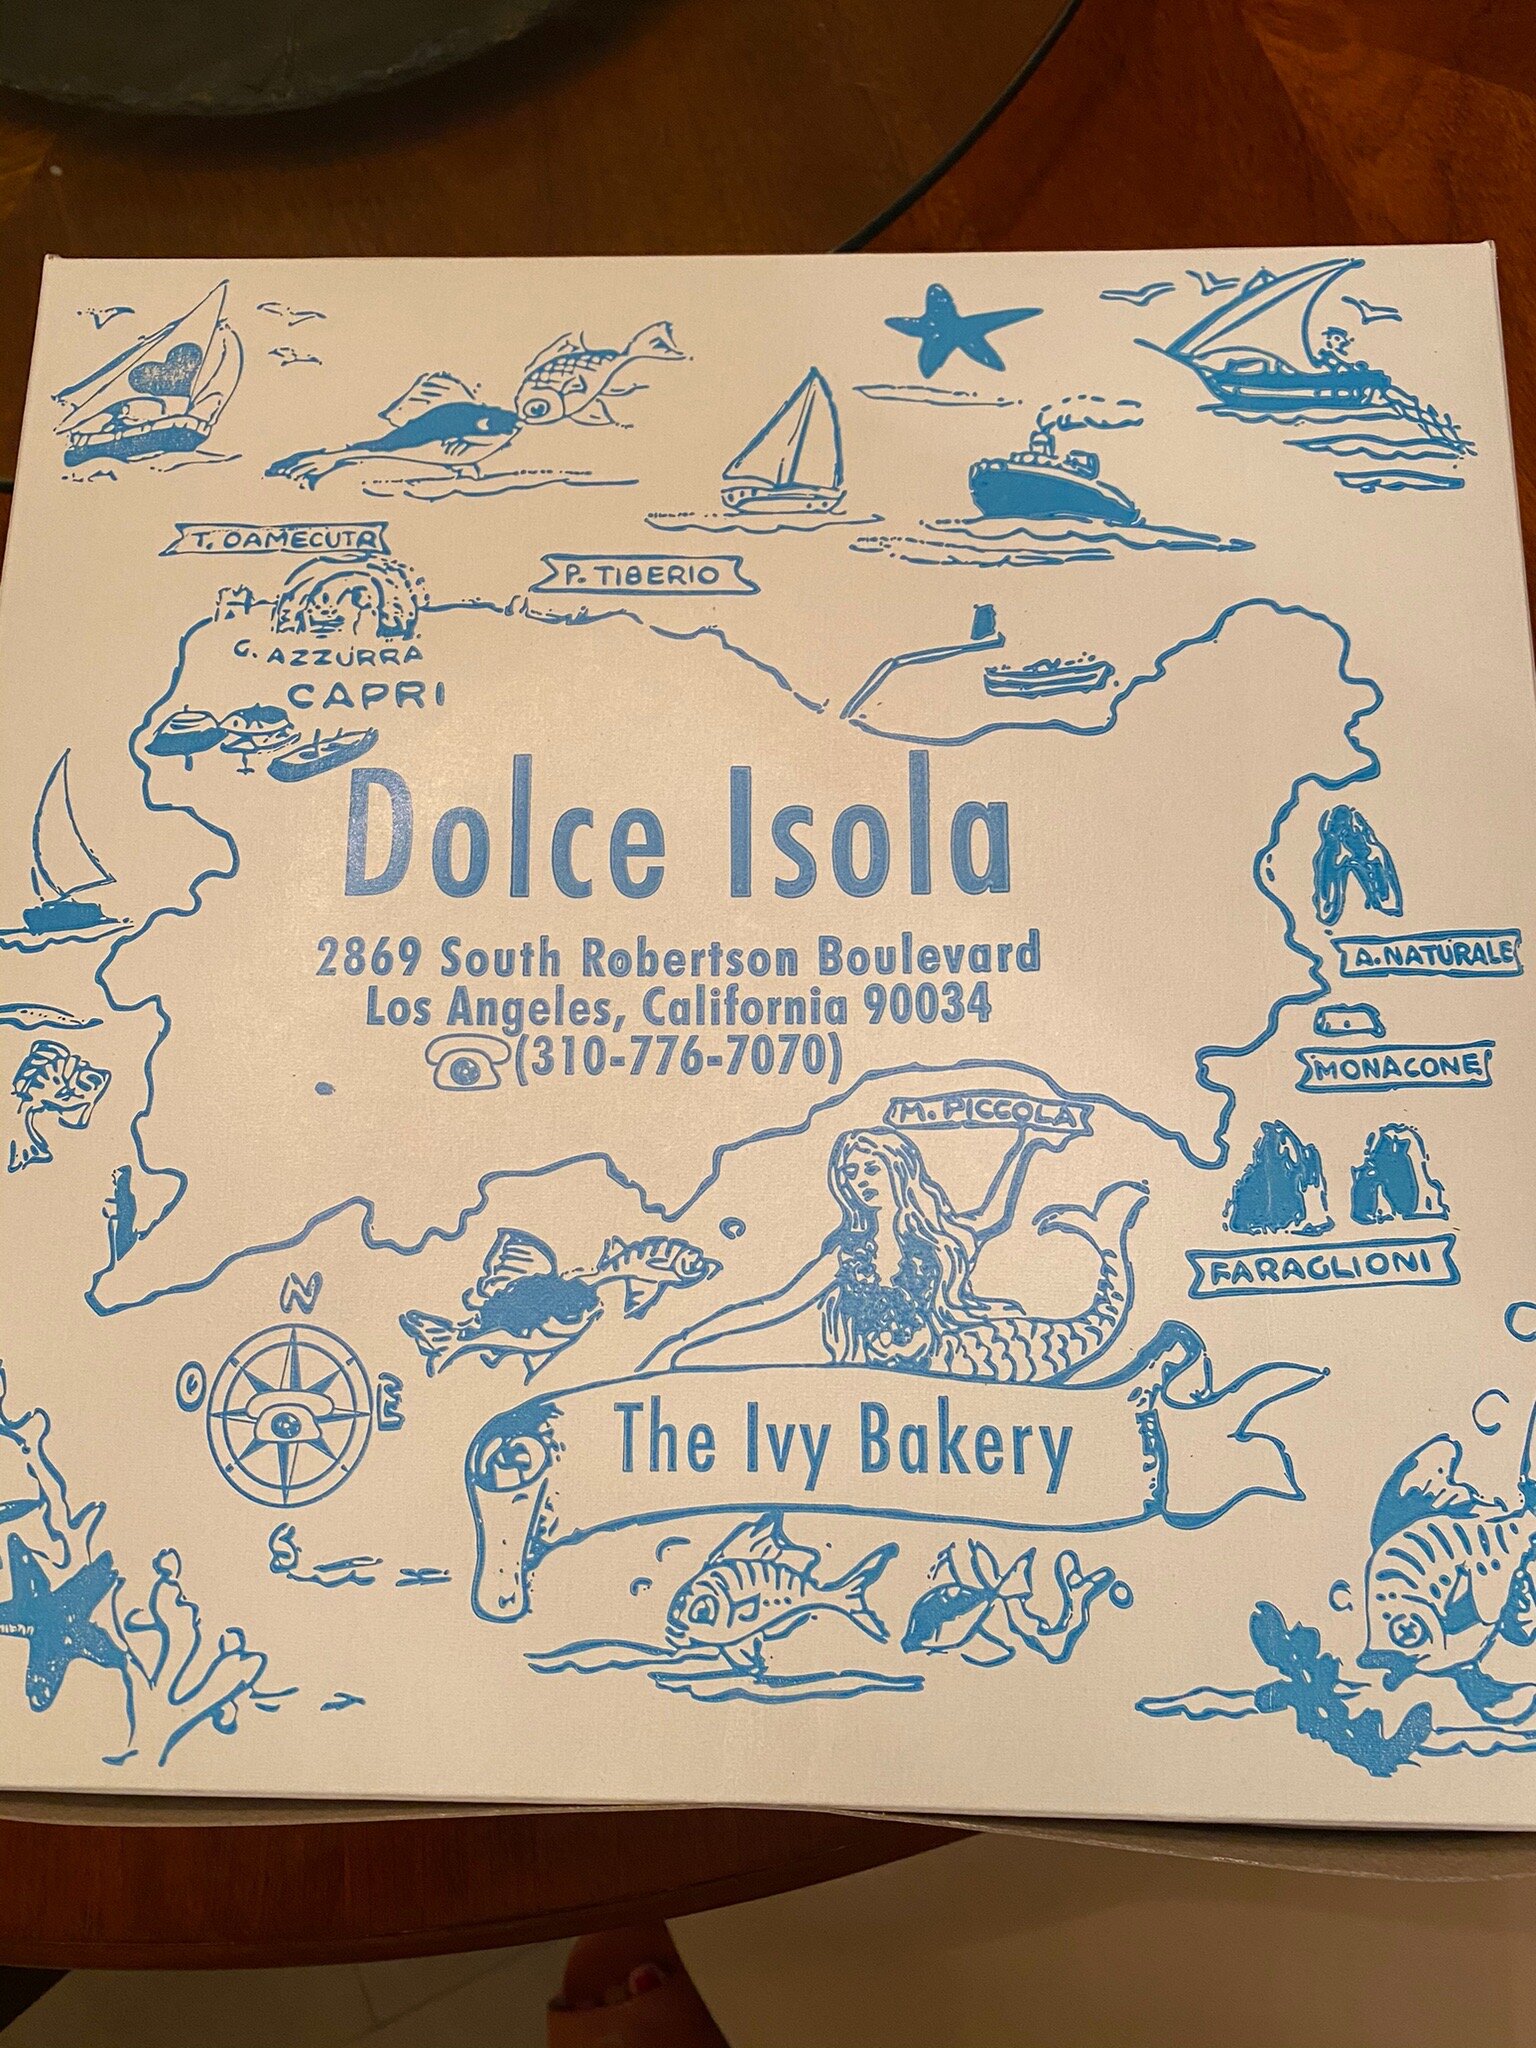 T. OAMECUTA
P. TIBERIO
G. AZZURRA
CAPRI
Dolce Isola
2869 South Robertson Boulevard
Los Angeles, California 90034
(310-776-7070)
A. NATURALE
MONACONE
M. PICCOLA
FARAGLIONI
N
O
E
The Ivy Bakery
S